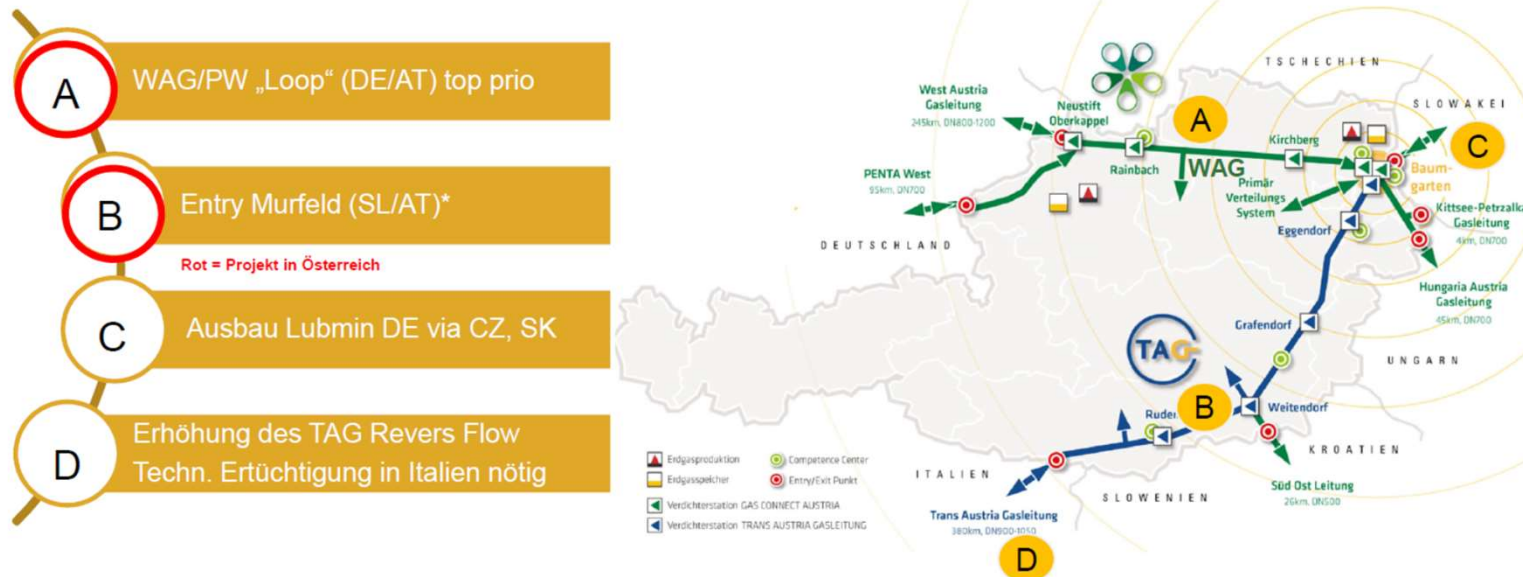 A
WAG/PW „Loop“ (DE/AT) top prio
B
Entry Murfeld (SL/AT)*
Rot = Projekt in Österreich
C
Ausbau Lubmin DE via CZ, SK
D
Erhöhung des TAG Revers Flow
Techn. Ertüchtigung in Italien nötig
TSCHECHIEN
SLOWAKEI
West Austria
Gasleitung
245km, DN800-1200
Neustift
Oberkappel
A
C
Kirchberg
Rainbach
WAG
Baum-
garten
PENTA West
95km, DN700
Primär
Verteilungs
System
Kittsee-Petrzalka
Gasleitung
4km, DN700
Eggendorf
DEUTSCHLAND
Hungaria Austria
Gasleitung
45km, DN700
Grafendorf
TAG
UNGARN
B
Ruden
Weitendorf
KROATIEN
Erdgasproduktion
Competence Center
Erdgasspeicher
Entry/Exit Punkt
Verdichterstation GAS CONNECT AUSTRIA
Verdichterstation TRANS AUSTRIA GASLEITUNG
ITALIEN
SLOWENIEN
Süd Ost Leitung
26km, DN500
Trans Austria Gasleitung
380km, DN900-1050
D